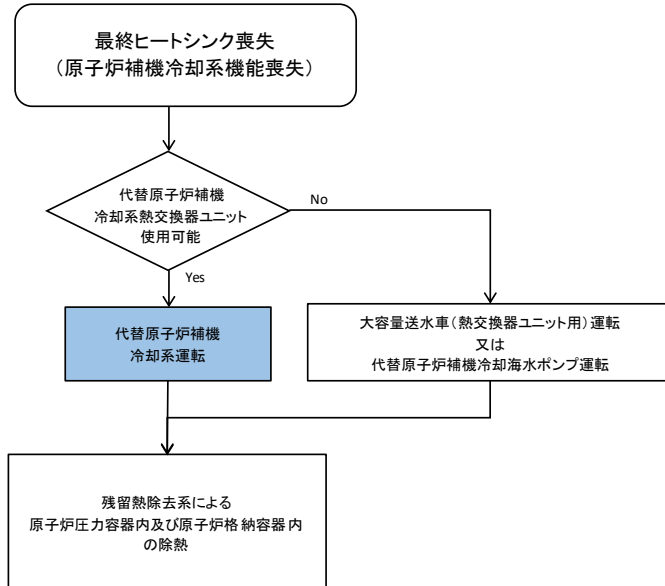 最終ヒートシンク喪失
（原子炉補機冷却系機能喪失）
代替原子炉補機
冷却系熱交換器ユニット
使用可能
No
Yes
代替原子炉補機
冷却系運転
大容量送水車（熱交換器ユニット用）運転
又は
代替原子炉補機冷却海水ポンプ運転
残留熱除去系による
原子炉圧力容器内及び原子炉格納容器内
の除熱